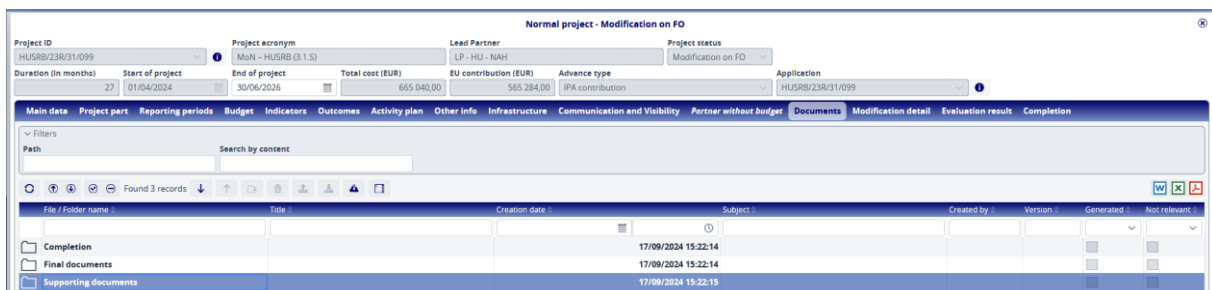 Normal project - Modification on FO
Project ID Project acronym Lead Partner Project status
HUSRB/23R/31/099 MoN – HUSRB (3.1.S) LP - HU - NAH Modification on FO
Duration (In months) Start of project End of project Total cost (EUR) EU contribution (EUR) Advance type Application
27 01/04/2024 30/06/2026 665 040,00 565 284,00 IPA contribution HUSRB/23R/31/099
Main data Project part Reporting periods Budget Indicators Outcomes Activity plan Other info Infrastructure Communication and Visibility Partner without budget Documents Modification detail Evaluation result Completion
Filters
Path Search by content
Found 3 records
File / Folder name Title Creation date Subject Created by Version Generated Not relevant
Completion 17/09/2024 15:22:14
Final documents 17/09/2024 15:22:14
Supporting documents 17/09/2024 15:22:15